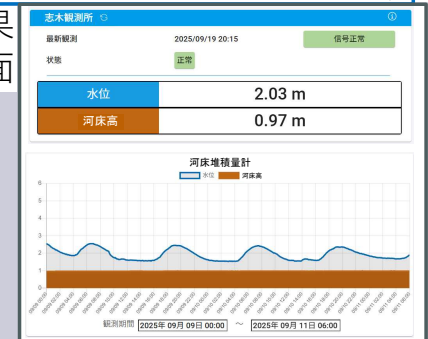 果
面
志木観測所
最新観測 2025/09/19 20:15 信号正常
状態 正常
水位 2.03 m
河床高 0.97 m
河床堆積量計
水位 河床高
6
5
4
3
2
1
0
観測期間 2025年 09月 09日 00:00 ～ 2025年 09月 11日 06:00